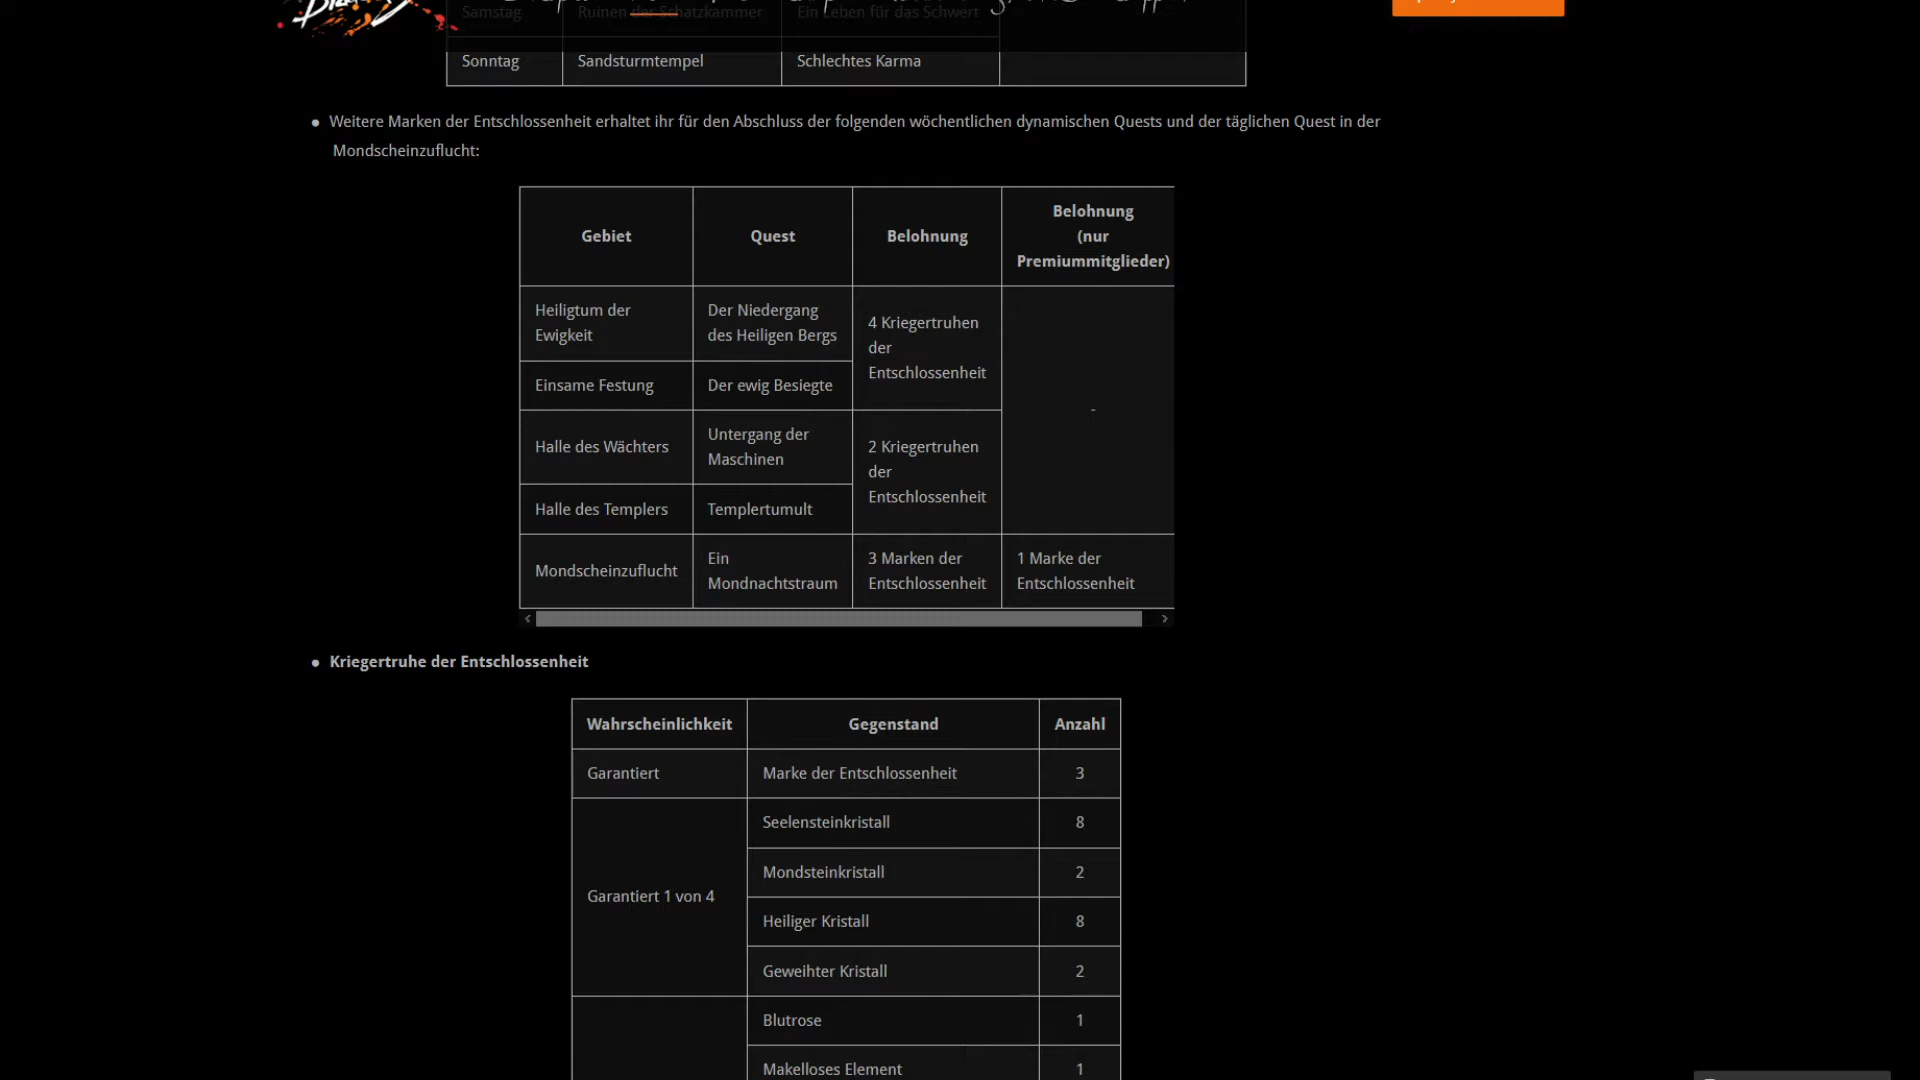 Samstag Ruinen der Schatzkammer Ein Leben für das Schwert
Sonntag Sandsturmtempel Schlechtes Karma
Weitere Marken der Entschlossenheit erhaltet ihr für den Abschluss der folgenden wöchentlichen dynamischen Quests und der täglichen Quest in der
Mondscheinzuflucht:
Gebiet Quest Belohnung Belohnung
(nur
Premiummitglieder)
Heiligtum der
Ewigkeit
Der Niedergang
des Heiligen Bergs
4 Kriegertruhen
der
Entschlossenheit
-
Einsame Festung Der ewig Besiegte
Halle des Wächters
Untergang der
Maschinen
2 Kriegertruhen
der
Entschlossenheit
Halle des Templers Templertumult
Mondscheinzuflucht
Ein
Mondnachtstraum
3 Marken der
Entschlossenheit
1 Marke der
Entschlossenheit
Kriegertruhe der Entschlossenheit
Wahrscheinlichkeit Gegenstand Anzahl
Garantiert Marke der Entschlossenheit 3
Garantiert 1 von 4
Seelensteinkristall 8
Mondsteinkristall 2
Heiliger Kristall 8
Geweihter Kristall 2
Blutrose 1
Makelloses Element 1